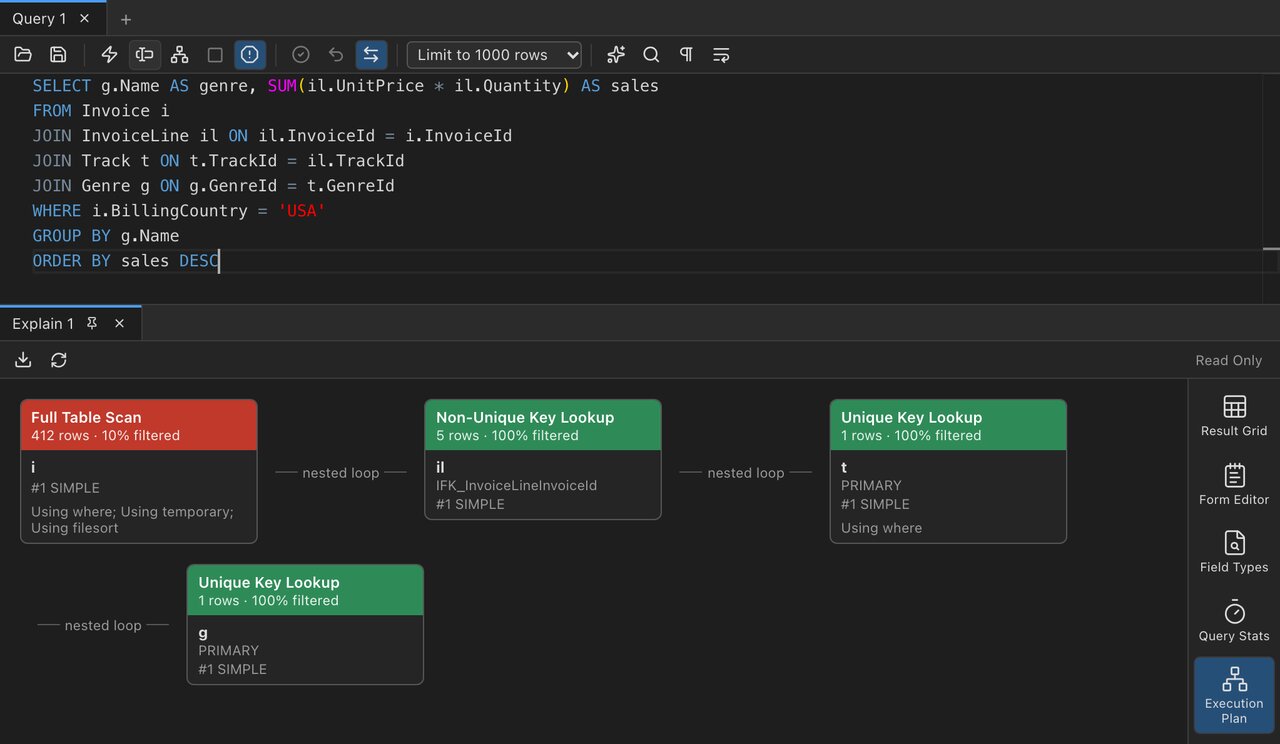 Query 1
Limit to 1000 rows
SELECT g.Name AS genre, SUM(il.UnitPrice * il.Quantity) AS sales
FROM Invoice i
JOIN InvoiceLine il ON il.InvoiceId = i.InvoiceId
JOIN Track t ON t.TrackId = il.TrackId
JOIN Genre g ON g.GenreId = t.GenreId
WHERE i.BillingCountry = 'USA'
GROUP BY g.Name
ORDER BY sales DESC
Explain 1
Read Only
Full Table Scan
412 rows · 10% filtered
i
#1 SIMPLE
Using where; Using temporary;
Using filesort
nested loop
Non-Unique Key Lookup
5 rows · 100% filtered
il
IFK_InvoiceLineInvoiceId
#1 SIMPLE
nested loop
Unique Key Lookup
1 rows · 100% filtered
t
PRIMARY
#1 SIMPLE
Using where
nested loop
Unique Key Lookup
1 rows · 100% filtered
g
PRIMARY
#1 SIMPLE
Result Grid
Form Editor
Field Types
Query Stats
Execution
Plan